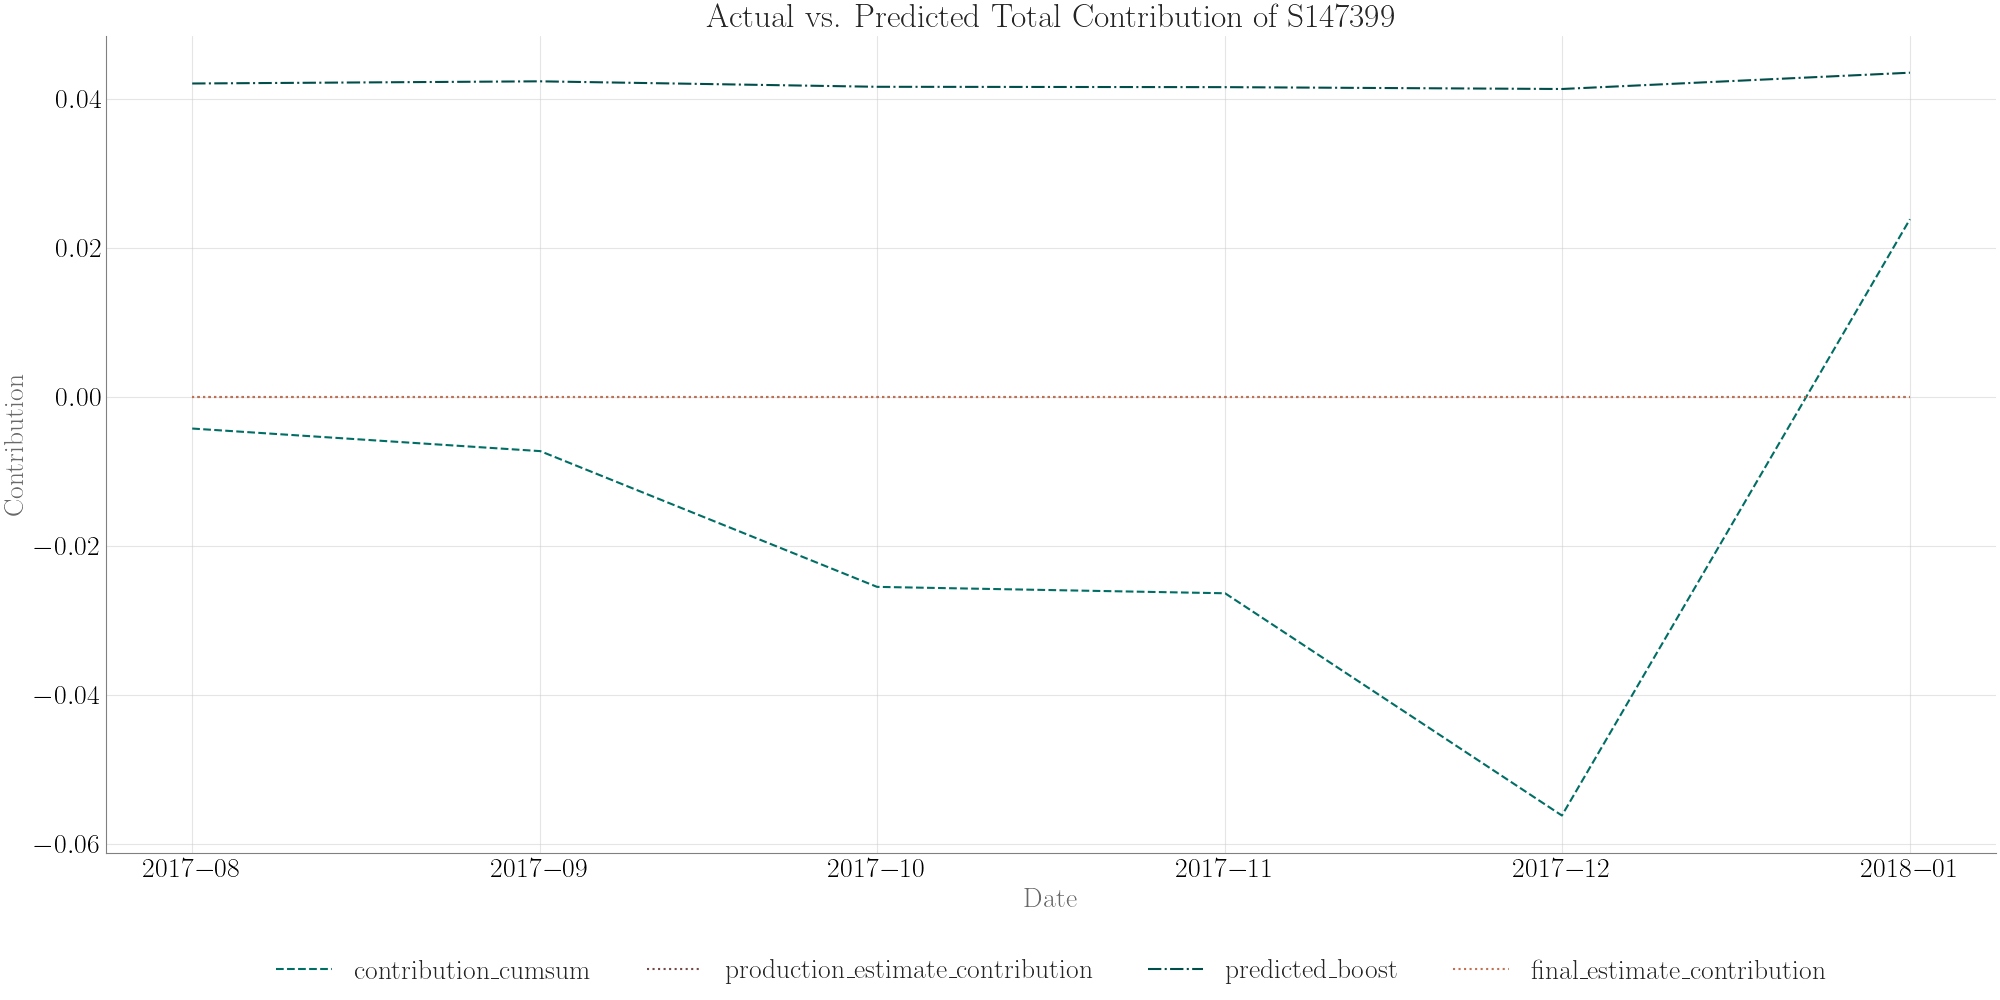 Actual vs. Predicted Total Contribution of S147399
Contribution
0.04
0.02
0.00
−0.02
−0.04
−0.06
2017−08 2017−09 2017−10 2017−11 2017−12 2018−01
Date
contribution_cumsum production_estimate_contribution predicted_boost final_estimate_contribution